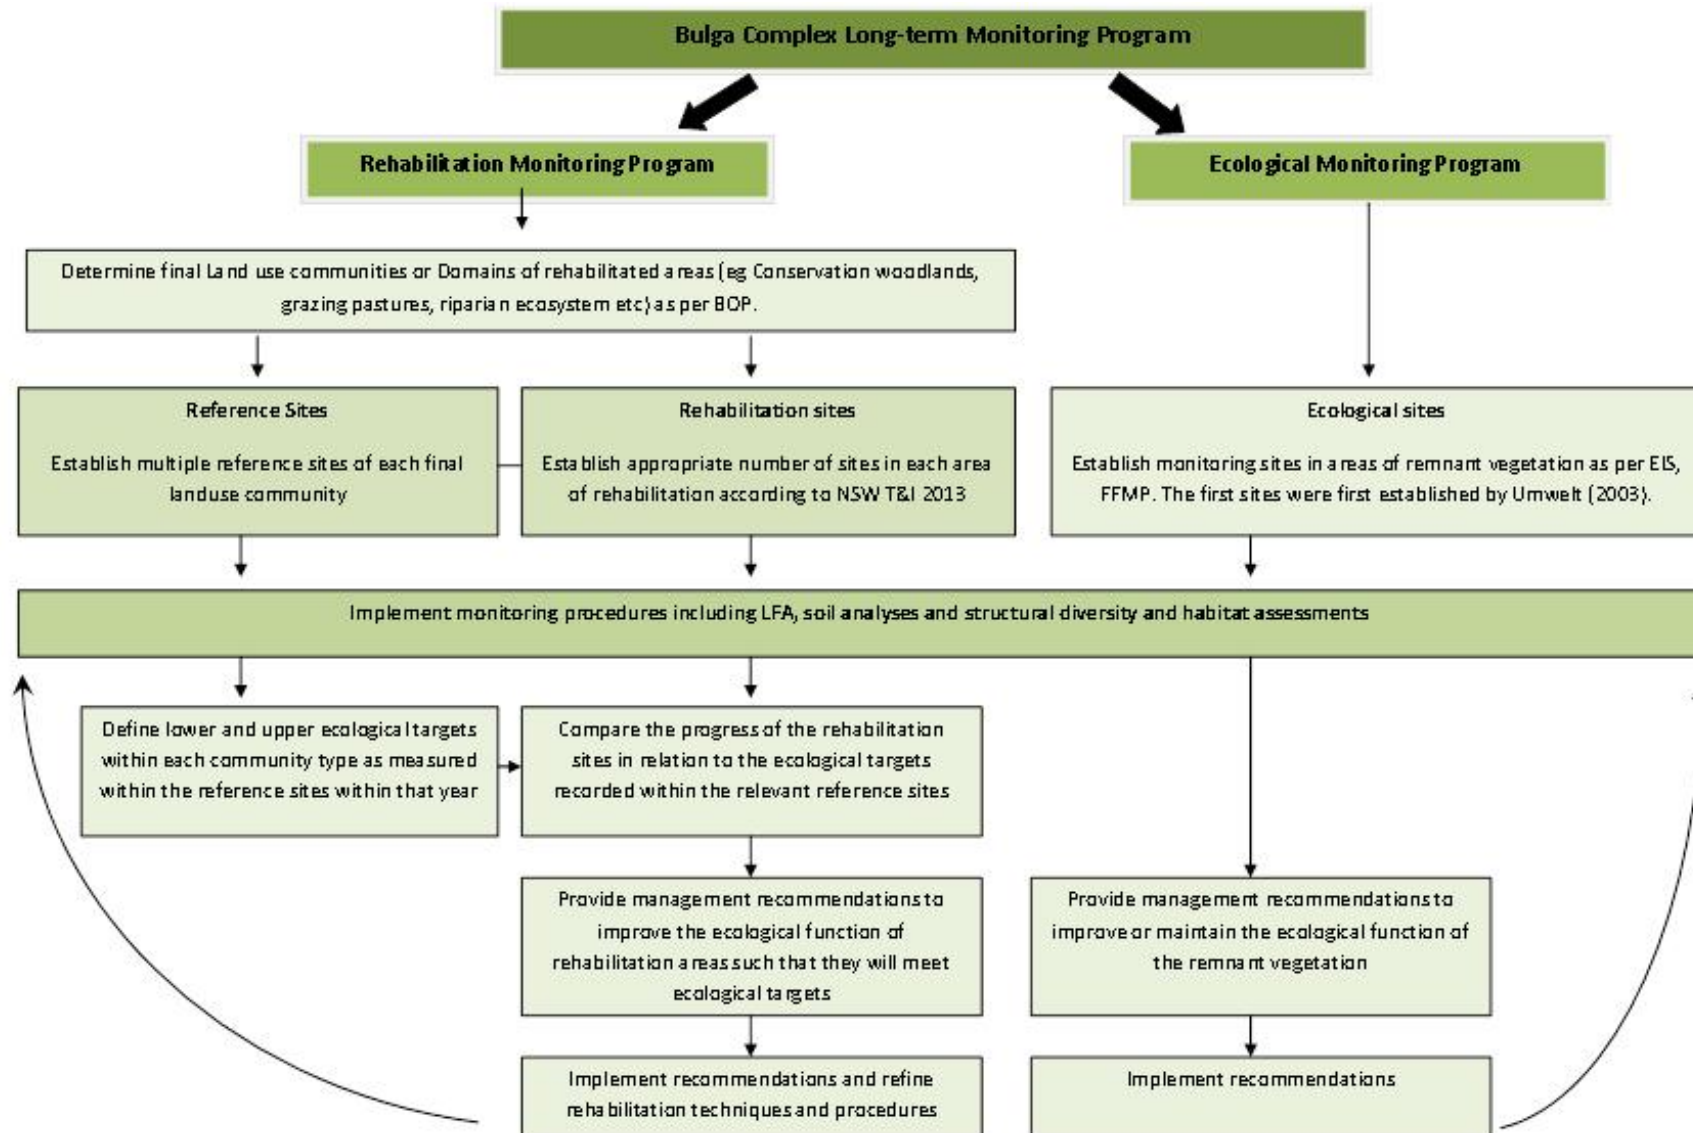 Bulga Complex Long-term Monitoring Program
Rehabilitation Monitoring Program
Ecological Monitoring Program
Determine final Land use communities or Domains of rehabilitated areas (eg Conservation woodlands,
grazing pastures, riparian ecosystem etc) as per BOP.
Reference Sites
Establish multiple reference sites of each final
landuse community
Rehabilitation sites
Establish appropriate number of sites in each area
of rehabilitation according to NSW T&I 2013
Ecological sites
Establish monitoring sites in areas of remnant vegetation as per EIS,
FFMP. The first sites were first established by Umwelt (2003).
Implement monitoring procedures including LFA, soil analyses and structural diversity and habitat assessments
Define lower and upper ecological targets
within each community type as measured
within the reference sites within that year
Compare the progress of the rehabilitation
sites in relation to the ecological targets
recorded within the relevant reference sites
Provide management recommendations to
improve the ecological function of
rehabilitation areas such that they will meet
ecological targets
Provide management recommendations to
improve or maintain the ecological function of
the remnant vegetation
Implement recommendations and refine
rehabilitation techniques and procedures
Implement recommendations